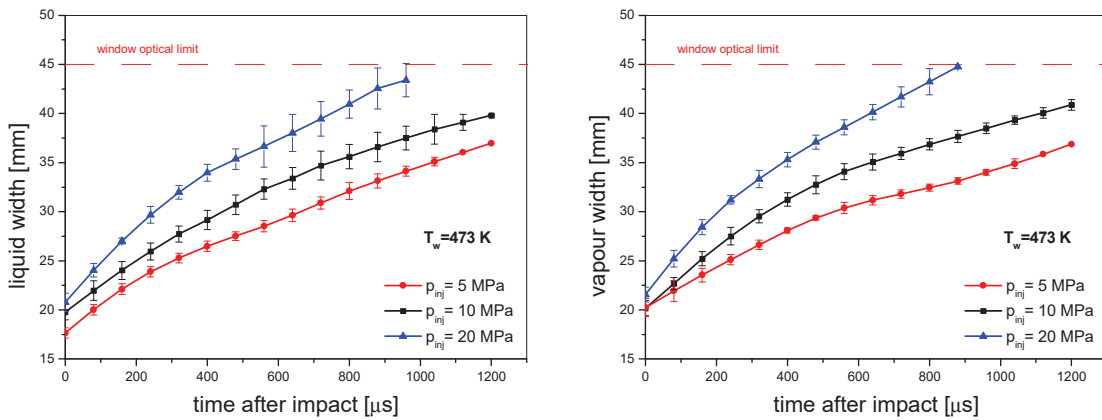 50
45
40
35
30
25
20
15
liquid width [mm]
window optical limit
T_w=473 K
p_inj= 5 MPa
p_inj= 10 MPa
p_inj= 20 MPa
0 200 400 600 800 1000 1200
time after impact [µs]
50
45
40
35
30
25
20
15
vapour width [mm]
window optical limit
T_w=473 K
p_inj= 5 MPa
p_inj= 10 MPa
p_inj= 20 MPa
0 200 400 600 800 1000 1200
time after impact [µs]